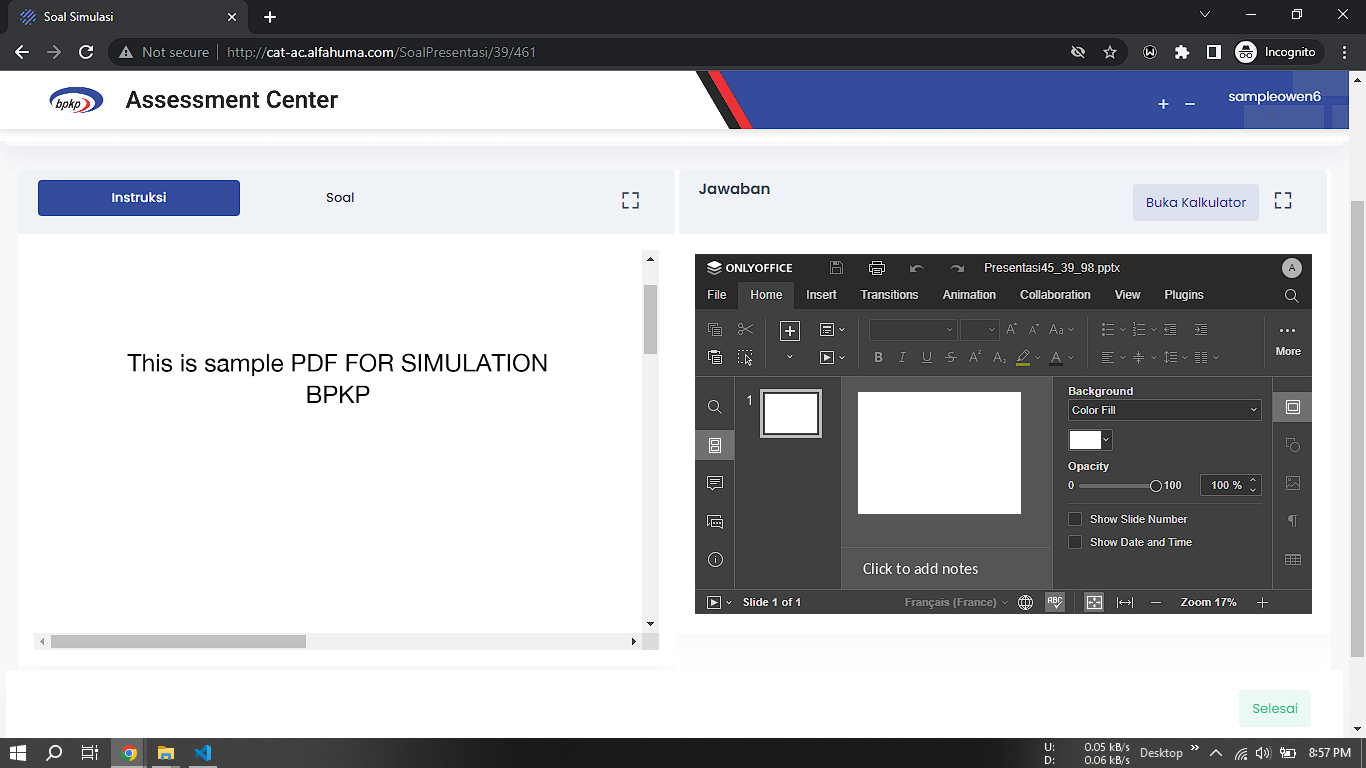 Soal Simulasi
Not secure
http://cat-ac.alfahuma.com/SoalPresentasi/39/461
Incognito
bpkp
Assessment Center
+ −
sampleowen6
Instruksi
Soal
Jawaban
Buka Kalkulator
This is sample PDF FOR SIMULATION
BPKP
ONLYOFFICE
Presentasi45_39_98.pptx
A
File Home Insert Transitions Animation Collaboration View Plugins
Aa
More
B I U S A² A₂ A
1
Background
Color Fill
Opacity
0 100 100 %
Show Slide Number
Show Date and Time
Click to add notes
Slide 1 of 1
Français (France)
ABC
Zoom 17%
Selesai
U: 0.05 kB/s
D: 0.06 kB/s
Desktop
8:57 PM